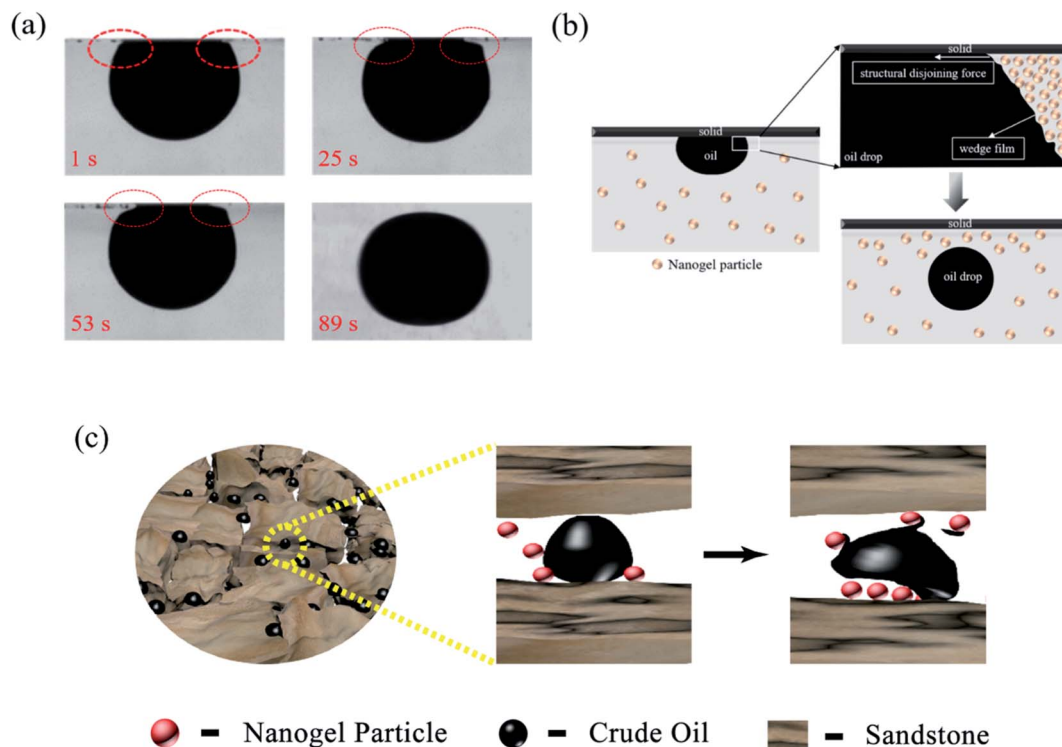 (a)
1 s
25 s
53 s
89 s
(b)
solid
oil
Nanogel particle
solid
structural disjoining force
wedge film
oil drop
solid
oil drop
(c)
Nanogel Particle
Crude Oil
Sandstone